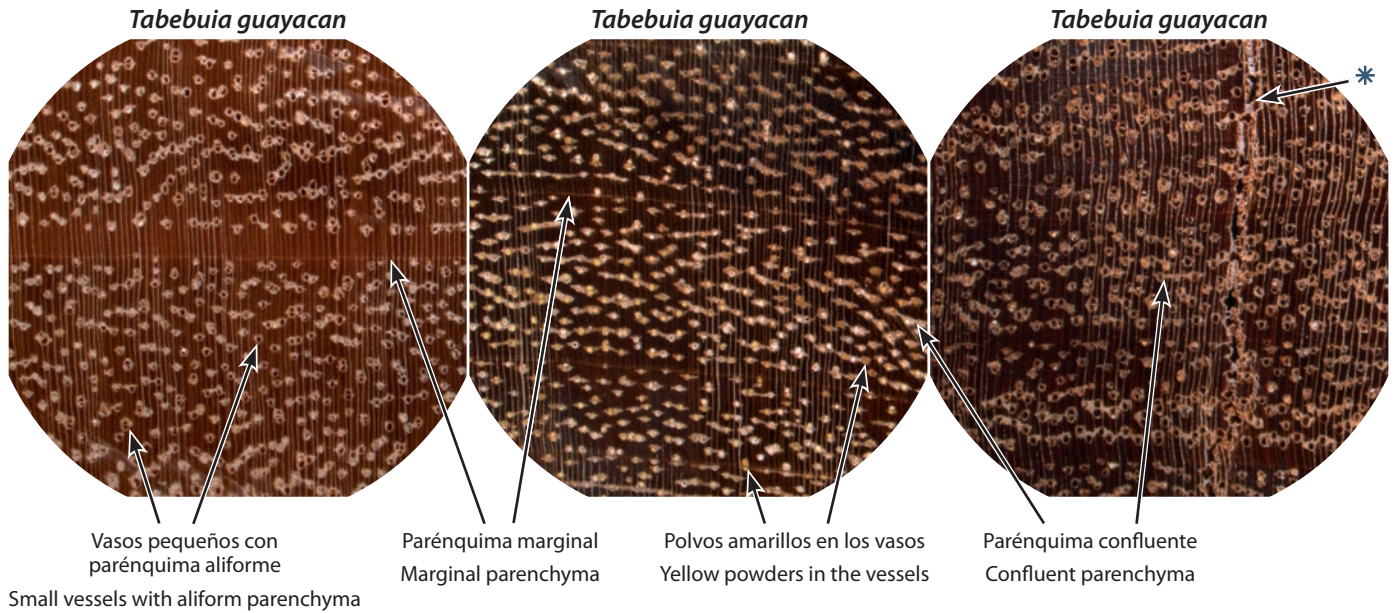 Tabebuia guayacan
Tabebuia guayacan
Tabebuia guayacan
Vasos pequeños con
parénquima aliforme
Small vessels with aliform parenchyma
Parénquima marginal
Marginal parenchyma
Polvos amarillos en los vasos
Yellow powders in the vessels
Parénquima confluente
Confluent parenchyma